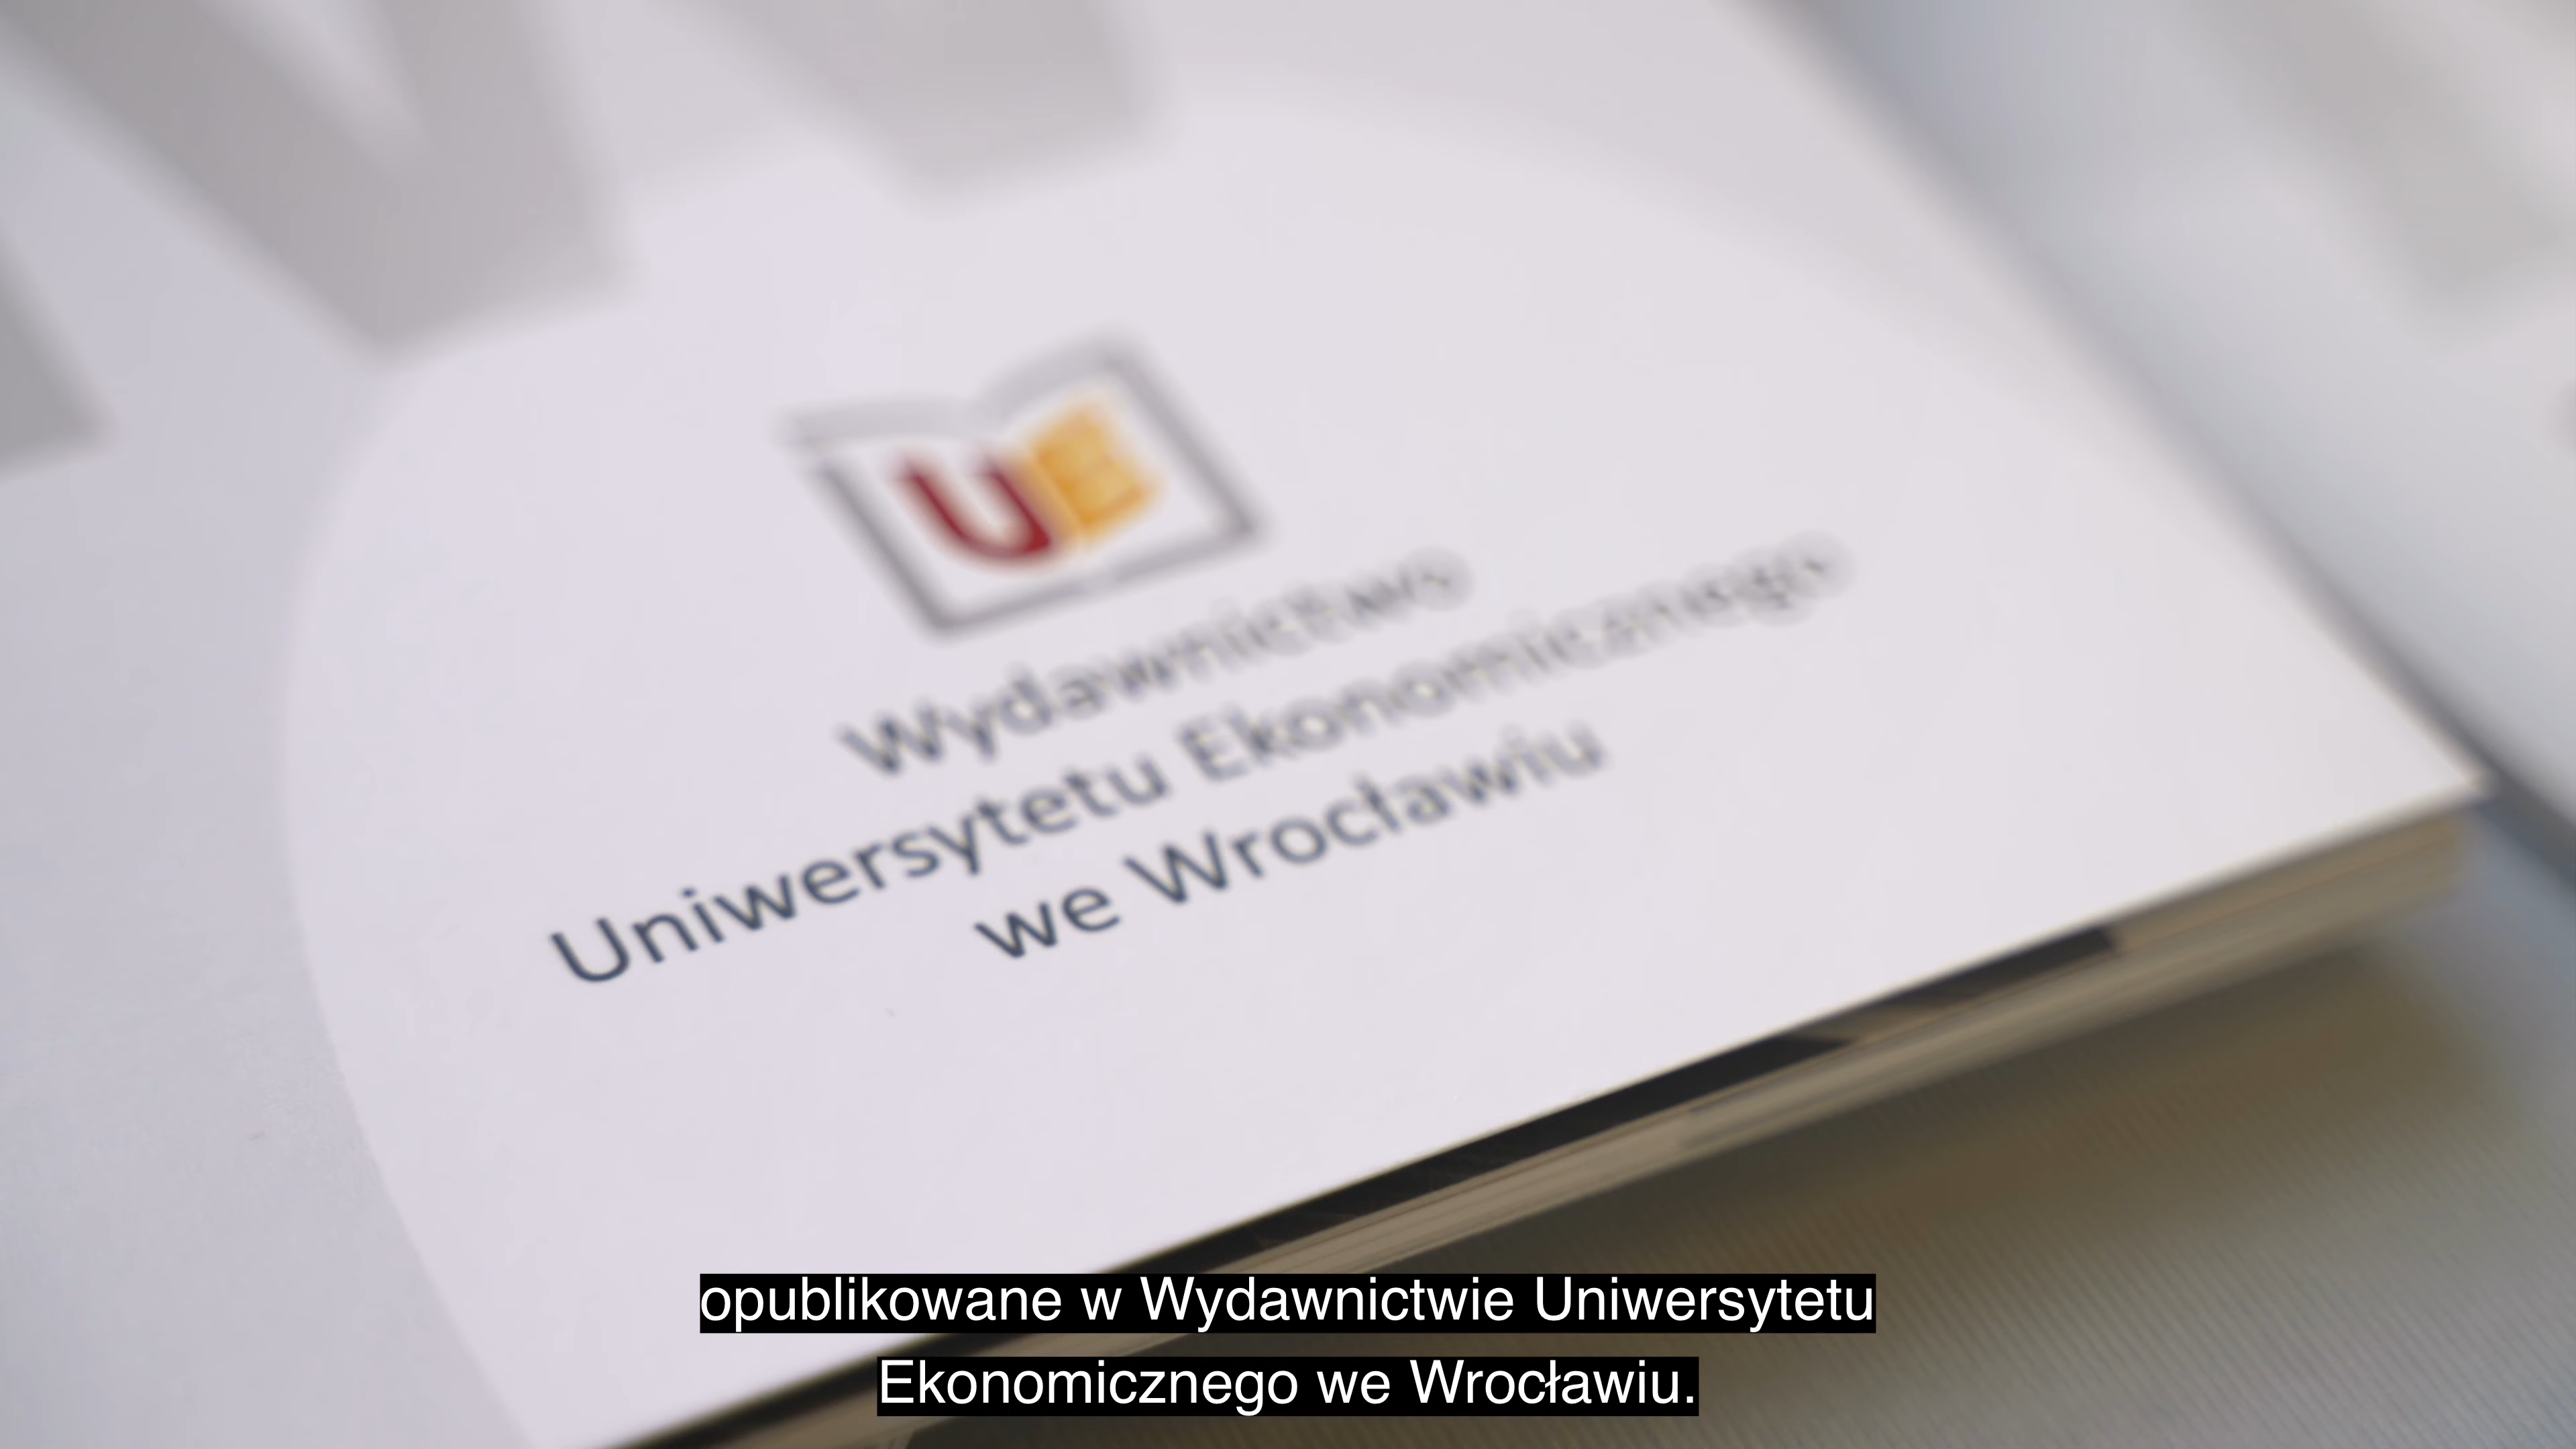 UE
Wydawnictwo
Uniwersytetu Ekonomicznego
we Wrocławiu
opublikowane w Wydawnictwie Uniwersytetu
Ekonomicznego we Wrocławiu.